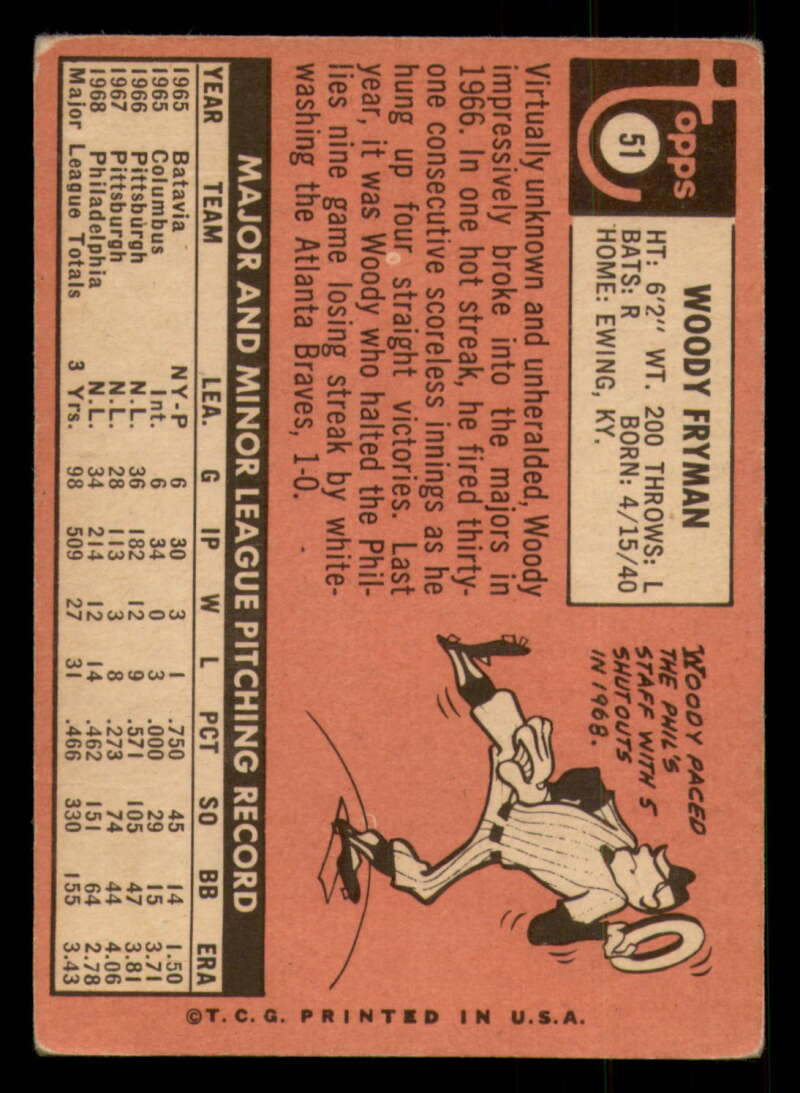 Topps
51
WOODY FRYMAN
HT: 6'2" WT. 200 THROWS: L
BATS: R BORN: 4/15/40
HOME: EWING, KY.
Virtually unknown and unheralded, Woody
impressively broke into the majors in
1966. In one hot streak, he fired thirty-
one consecutive scoreless innings as he
hung up four straight victories. Last
year, it was Woody who halted the Phil-
lies nine game losing streak by white-
washing the Atlanta Braves, 1-0.
WOODY PACED
THE PHIL'S
STAFF WITH 5
SHUTOUTS
IN 1968.
MAJOR AND MINOR LEAGUE PITCHING RECORD
YEAR TEAM LEA. G IP W L PCT SO BB ERA
1965 Batavia NY-P 6 30 3 1 .750 45 14 1.50
1965 Columbus Int. 6 34 0 3 .000 29 15 3.71
1966 Pittsburgh N.L. 36 182 12 9 .571 105 47 3.81
1967 Pittsburgh N.L. 28 113 3 8 .273 74 44 4.06
1968 Philadelphia N.L. 34 214 12 14 .462 151 64 2.78
Major League Totals 3 Yrs. 98 509 27 31 .466 330 155 3.43
©T.C.G. PRINTED IN U.S.A.